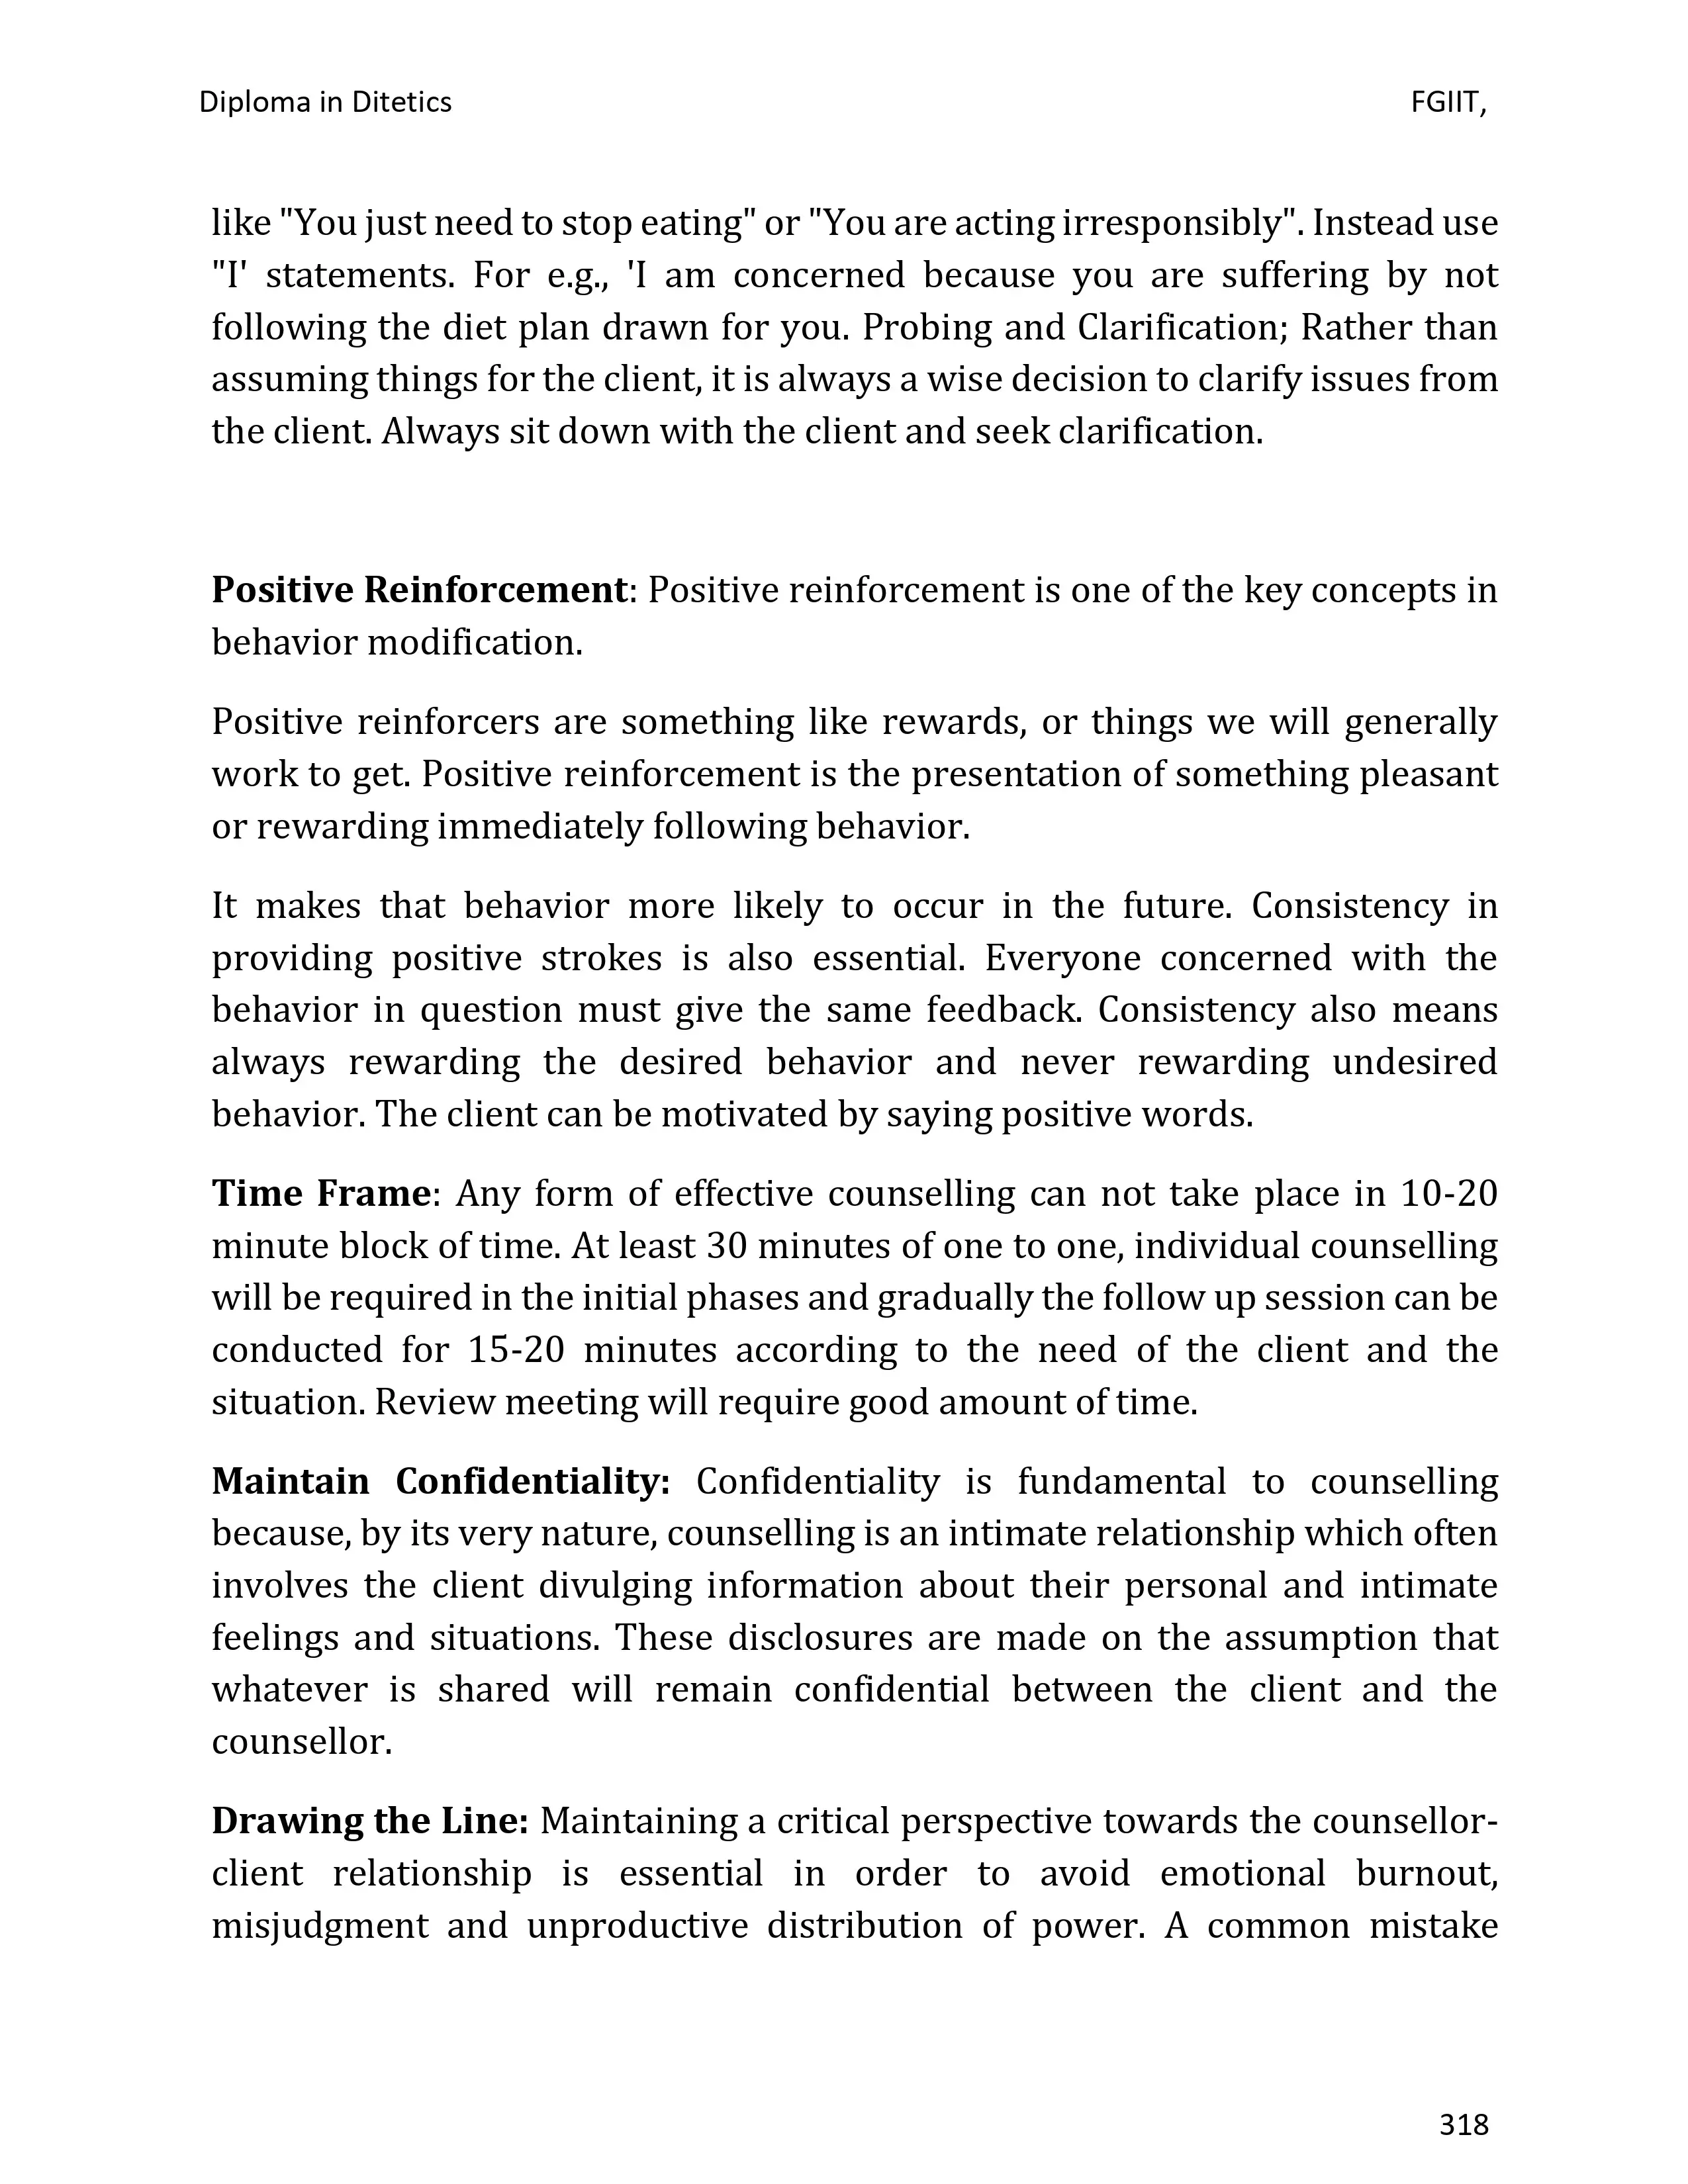 Diploma in Ditetics FGIIT,
like "You just need to stop eating" or "You are acting irresponsibly". Instead use
"I' statements. For e.g., 'I am concerned because you are suffering by not
following the diet plan drawn for you. Probing and Clarification; Rather than
assuming things for the client, it is always a wise decision to clarify issues from
the client. Always sit down with the client and seek clarification.
Positive Reinforcement: Positive reinforcement is one of the key concepts in
behavior modification.
Positive reinforcers are something like rewards, or things we will generally
work to get. Positive reinforcement is the presentation of something pleasant
or rewarding immediately following behavior.
It makes that behavior more likely to occur in the future. Consistency in
providing positive strokes is also essential. Everyone concerned with the
behavior in question must give the same feedback. Consistency also means
always rewarding the desired behavior and never rewarding undesired
behavior. The client can be motivated by saying positive words.
Time Frame: Any form of effective counselling can not take place in 10-20
minute block of time. At least 30 minutes of one to one, individual counselling
will be required in the initial phases and gradually the follow up session can be
conducted for 15-20 minutes according to the need of the client and the
situation. Review meeting will require good amount of time.
Maintain Confidentiality: Confidentiality is fundamental to counselling
because, by its very nature, counselling is an intimate relationship which often
involves the client divulging information about their personal and intimate
feelings and situations. These disclosures are made on the assumption that
whatever is shared will remain confidential between the client and the
counsellor.
Drawing the Line: Maintaining a critical perspective towards the counsellor-
client relationship is essential in order to avoid emotional burnout,
misjudgment and unproductive distribution of power. A common mistake
318